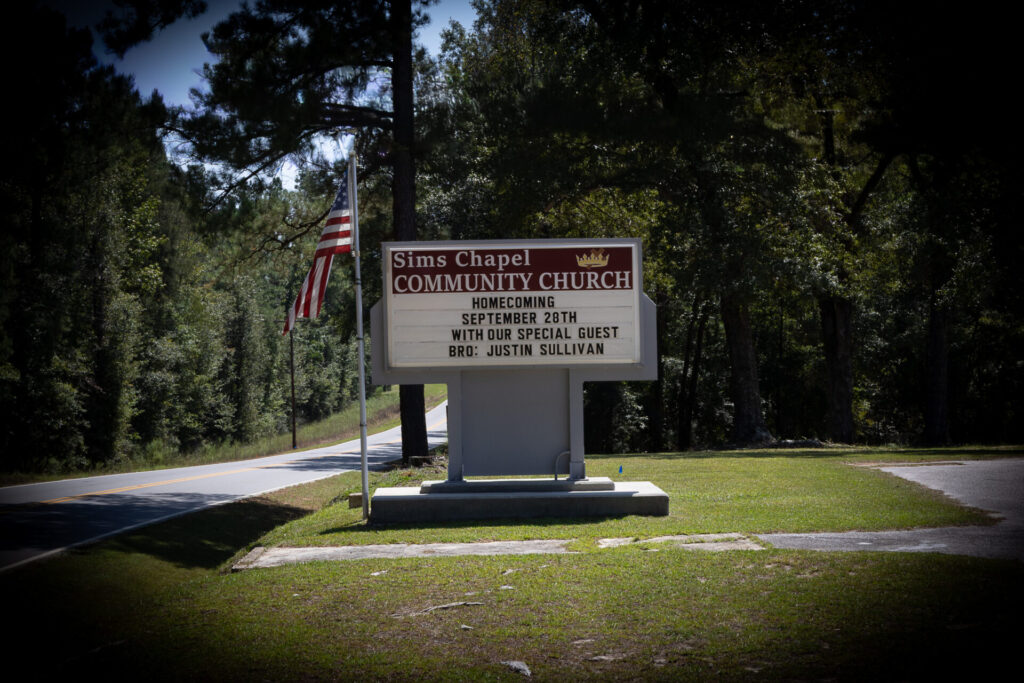 Sims Chapel
COMMUNITY CHURCH
HOMECOMING
SEPTEMBER 28TH
WITH OUR SPECIAL GUEST
BRO: JUSTIN SULLIVAN